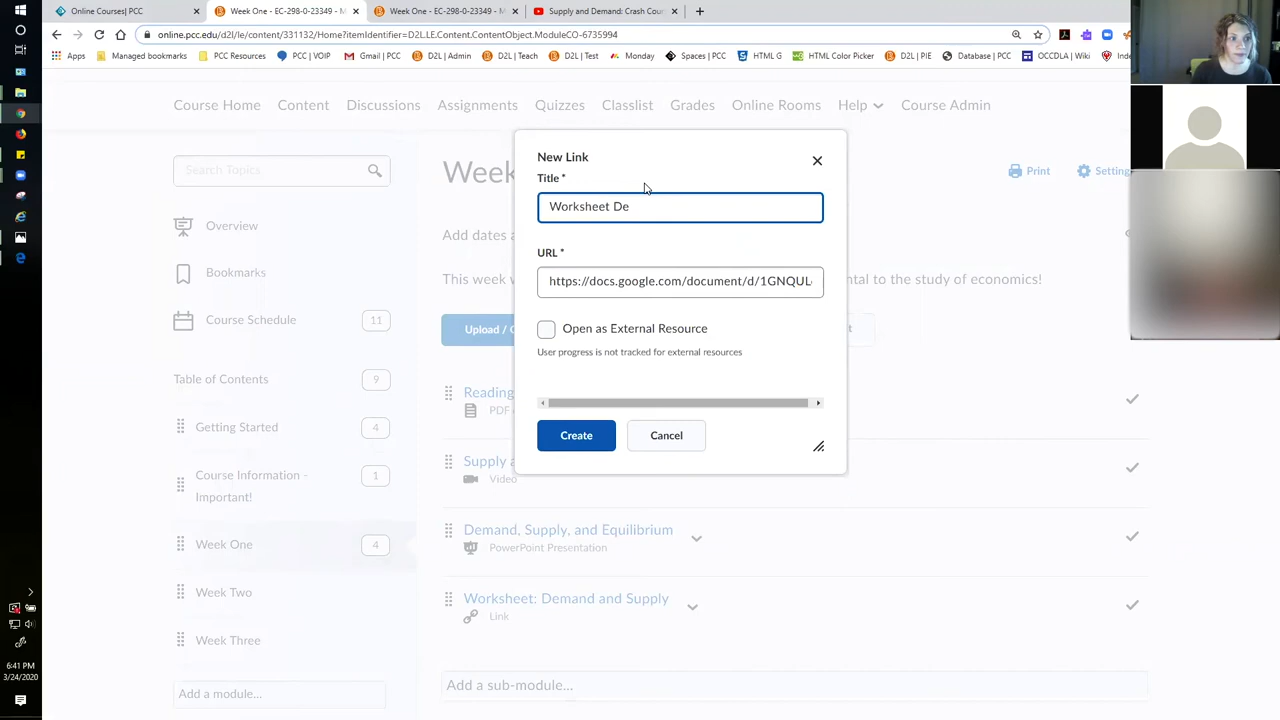 Online Courses| PCC
Week One - EC-298-0-23349 - M
Week One - EC-298-0-23349 - M
Supply and Demand: Crash Cour
online.pcc.edu/d2l/le/content/331132/Home?itemIdentifier=D2L.LE.Content.ContentObject.ModuleCO-6735994
Apps Managed bookmarks PCC Resources PCC | VOIP Gmail | PCC D2L | Admin D2L | Teach D2L | Test Monday Spaces | PCC HTML G HTML Color Picker D2L | PiE Database | PCC OCCDLA | Wiki Inde
Course Home Content Discussions Assignments Quizzes Classlist Grades Online Rooms Help Course Admin
Search Topics
Overview
Bookmarks
Course Schedule 11
Table of Contents 9
Getting Started 4
Course Information - Important! 1
Week One 4
Week Two
Week Three
Add a module...
Week
Print
Setting
Add dates a
This week
ental to the study of economics!
Upload / C
t
Reading
PDF
Supply a
Video
Demand, Supply, and Equilibrium
PowerPoint Presentation
Worksheet: Demand and Supply
Link
Add a sub-module...
New Link
Title *
Worksheet De
URL *
https://docs.google.com/document/d/1GNQUL
Open as External Resource
User progress is not tracked for external resources
Create
Cancel
6:41 PM
3/24/2020